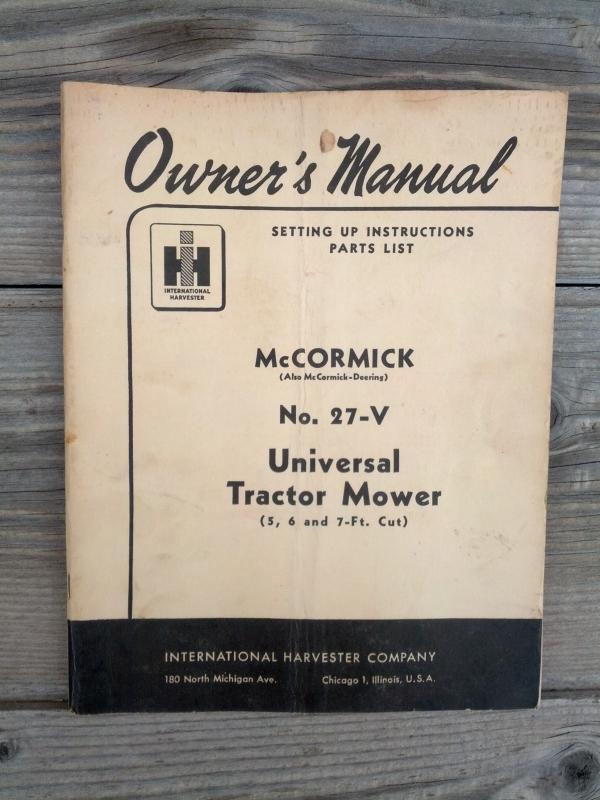 Owner's Manual
SETTING UP INSTRUCTIONS
PARTS LIST
IH
INTERNATIONAL
HARVESTER
McCORMICK
(Also McCormick-Deering)
No. 27-V
Universal
Tractor Mower
(5, 6 and 7-Ft. Cut)
INTERNATIONAL HARVESTER COMPANY
180 North Michigan Ave. Chicago 1, Illinois, U.S.A.